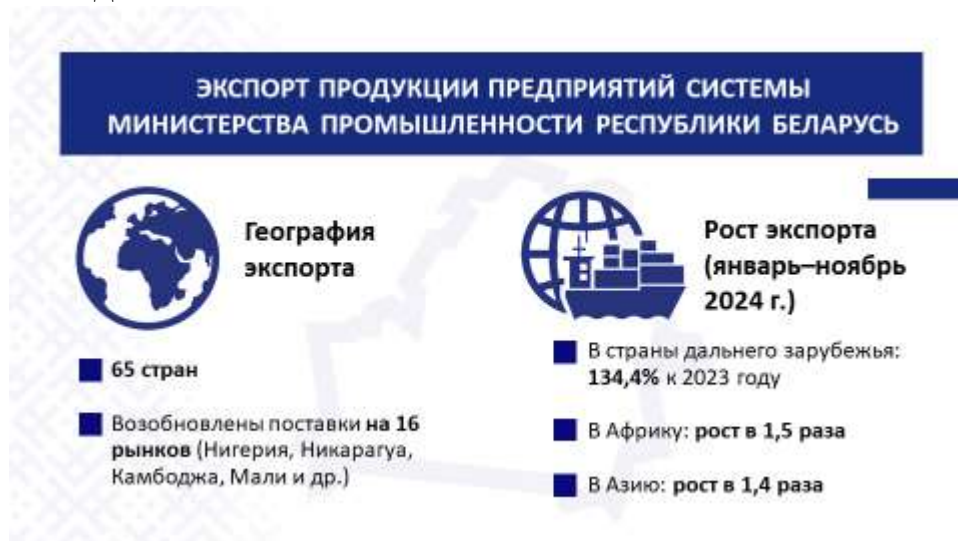 ЭКСПОРТ ПРОДУКЦИИ ПРЕДПРИЯТИЙ СИСТЕМЫ
МИНИСТЕРСТВА ПРОМЫШЛЕННОСТИ РЕСПУБЛИКИ БЕЛАРУСЬ
География
экспорта
65 стран
Возобновлены поставки на 16
рынков (Нигерия, Никарагуа,
Камбоджа, Мали и др.)
Рост экспорта
(январь–ноябрь
2024 г.)
В страны дальнего зарубежья:
134,4% к 2023 году
В Африку: рост в 1,5 раза
В Азию: рост в 1,4 раза